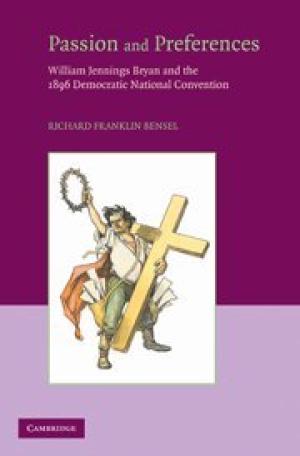 Passion and Preferences
William Jennings Bryan and the
1896 Democratic National Convention
RICHARD FRANKLIN BENSEL
CAMBRIDGE